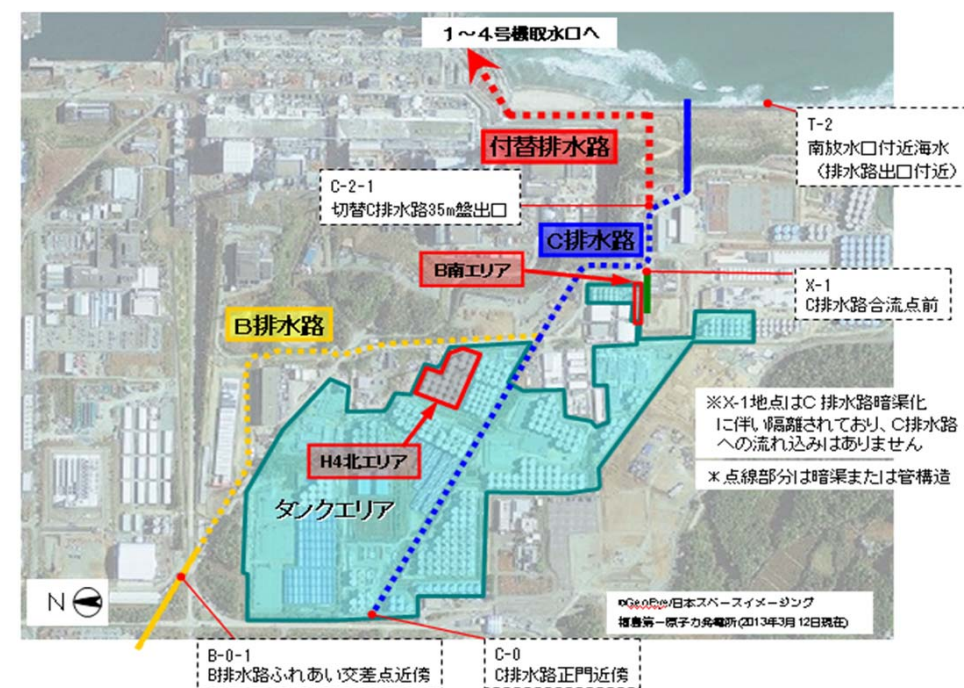 1~4号機取水口へ
付替排水路
T-2
南放水口付近海水
(排水路出口付近)
C-2-1
切替C排水路35m盤出口
C排水路
B南エリア
X-1
C排水路合流点前
B排水路
H4北エリア
タンクエリア
※X-1地点はC排水路暗渠化
に伴い隔離されており、C排水路
への流れ込みはありません
*点線部分は暗渠または管構造
N
©GeoEye/日本スペースイメージング
福島第一原子力発電所(2013年3月12日現在)
B-0-1
B排水路ふれあい交差点近傍
C-0
C排水路正門近傍